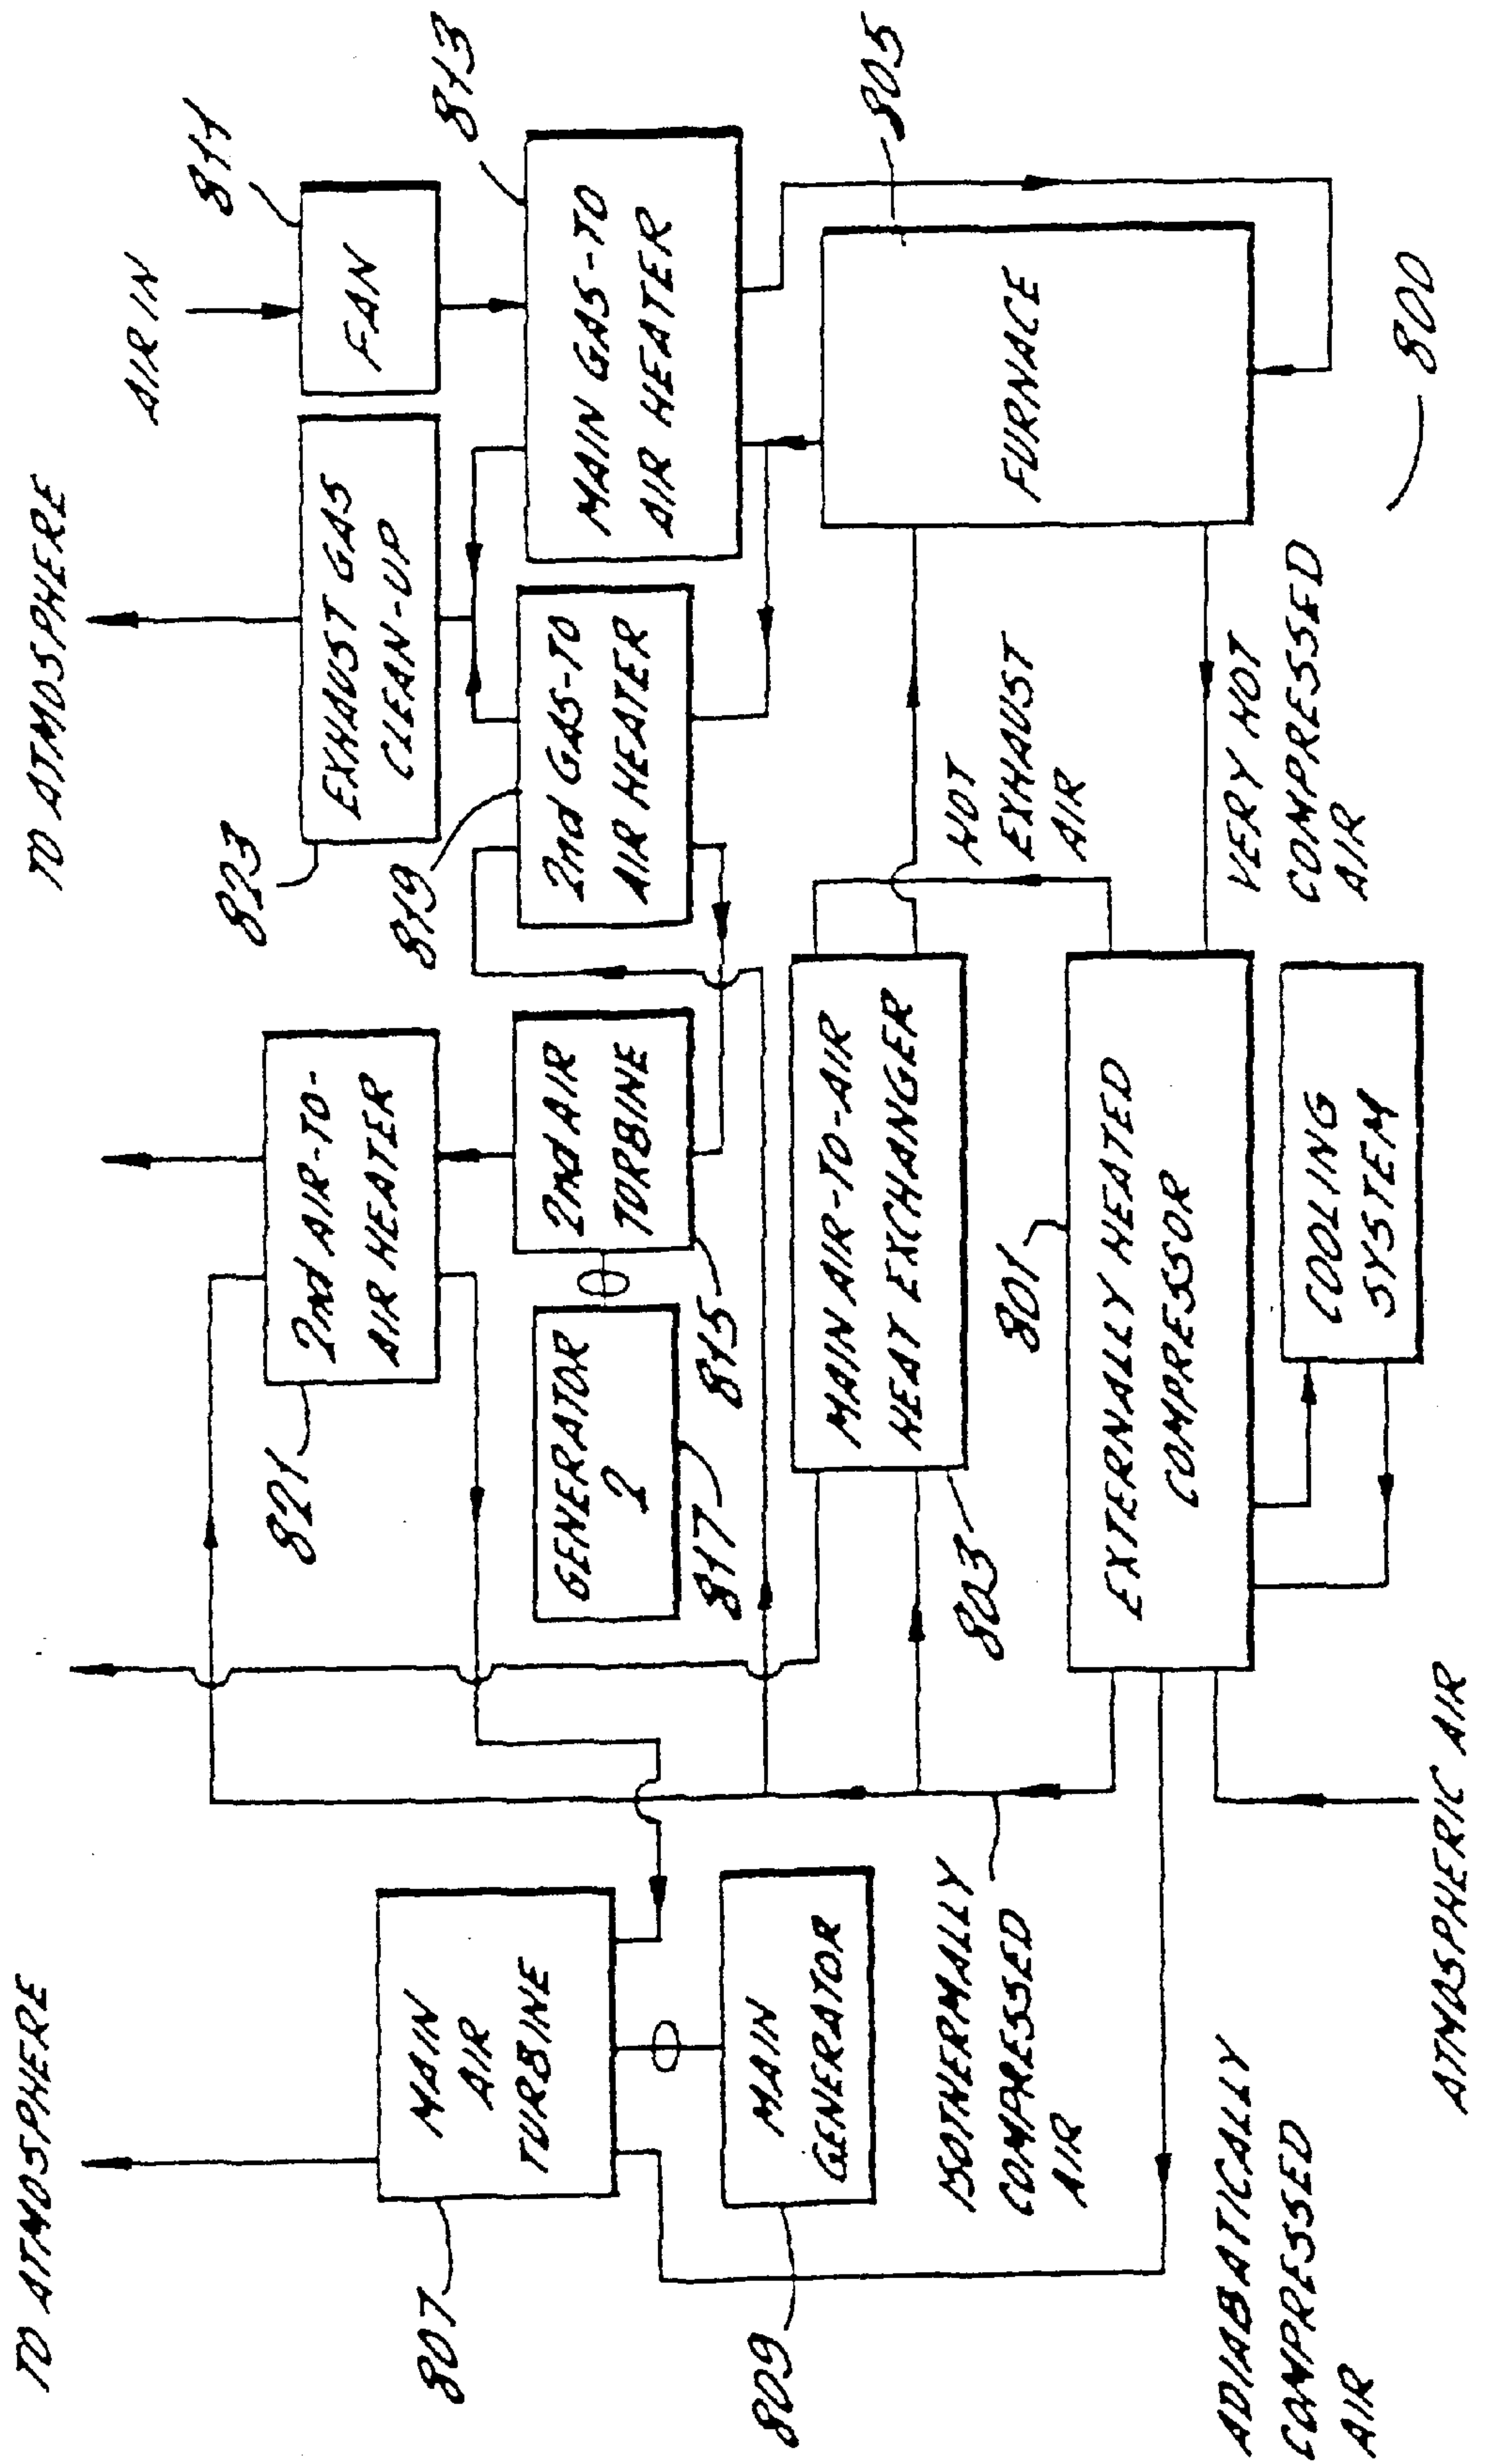 TO ATMOSPHERE
TO ATMOSPHERE
AIR IN
811
FAN
823
EXHAUST GAS
CLEAN-UP
821
2nd AIR-TO-
AIR HEATER
807
MAIN
AIR
TURBINE
813
MAIN GAS-TO
AIR HEATER
819
2nd GAS-TO
AIR HEATER
2nd AIR
TORBINE
815
GENERATOR
2
817
809
MAIN
GENERATOR
MAIN AIR-TO-AIR
HEAT EXCHANGER
803
805
FURNACE
HOT
EXHAUST
AIR
ISOTHERMALLY
COMPRESSED
AIR
801
EXTERNALLY HEATED
COMPRESSOR
VERY HOT
COMPRESSED
AIR
COOLING
SYSTEM
ADIABATICALLY
COMPRESSED
AIR
ATMASPHERIC AIR
800